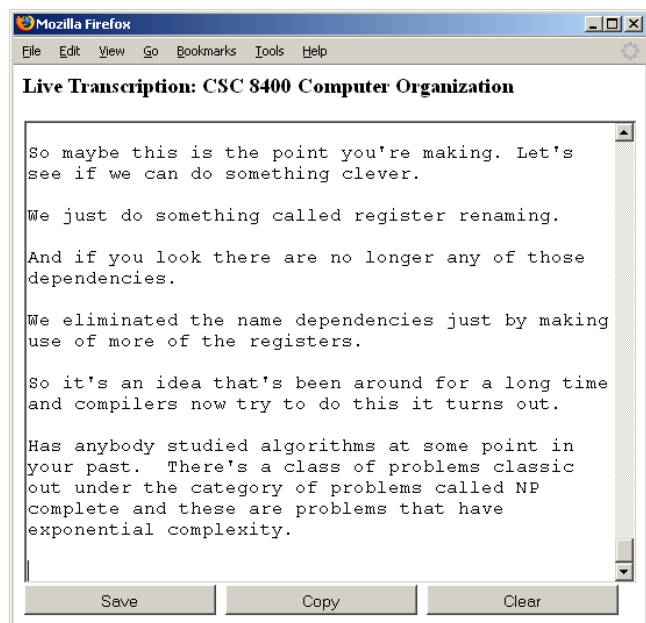 Mozilla Firefox
File Edit View Go Bookmarks Tools Help
Live Transcription: CSC 8400 Computer Organization
So maybe this is the point you're making. Let's
see if we can do something clever.
We just do something called register renaming.
And if you look there are no longer any of those
dependencies.
We eliminated the name dependencies just by making
use of more of the registers.
So it's an idea that's been around for a long time
and compilers now try to do this it turns out.
Has anybody studied algorithms at some point in
your past.  There's a class of problems classic
out under the category of problems called NP
complete and these are problems that have
exponential complexity.
Save Copy Clear